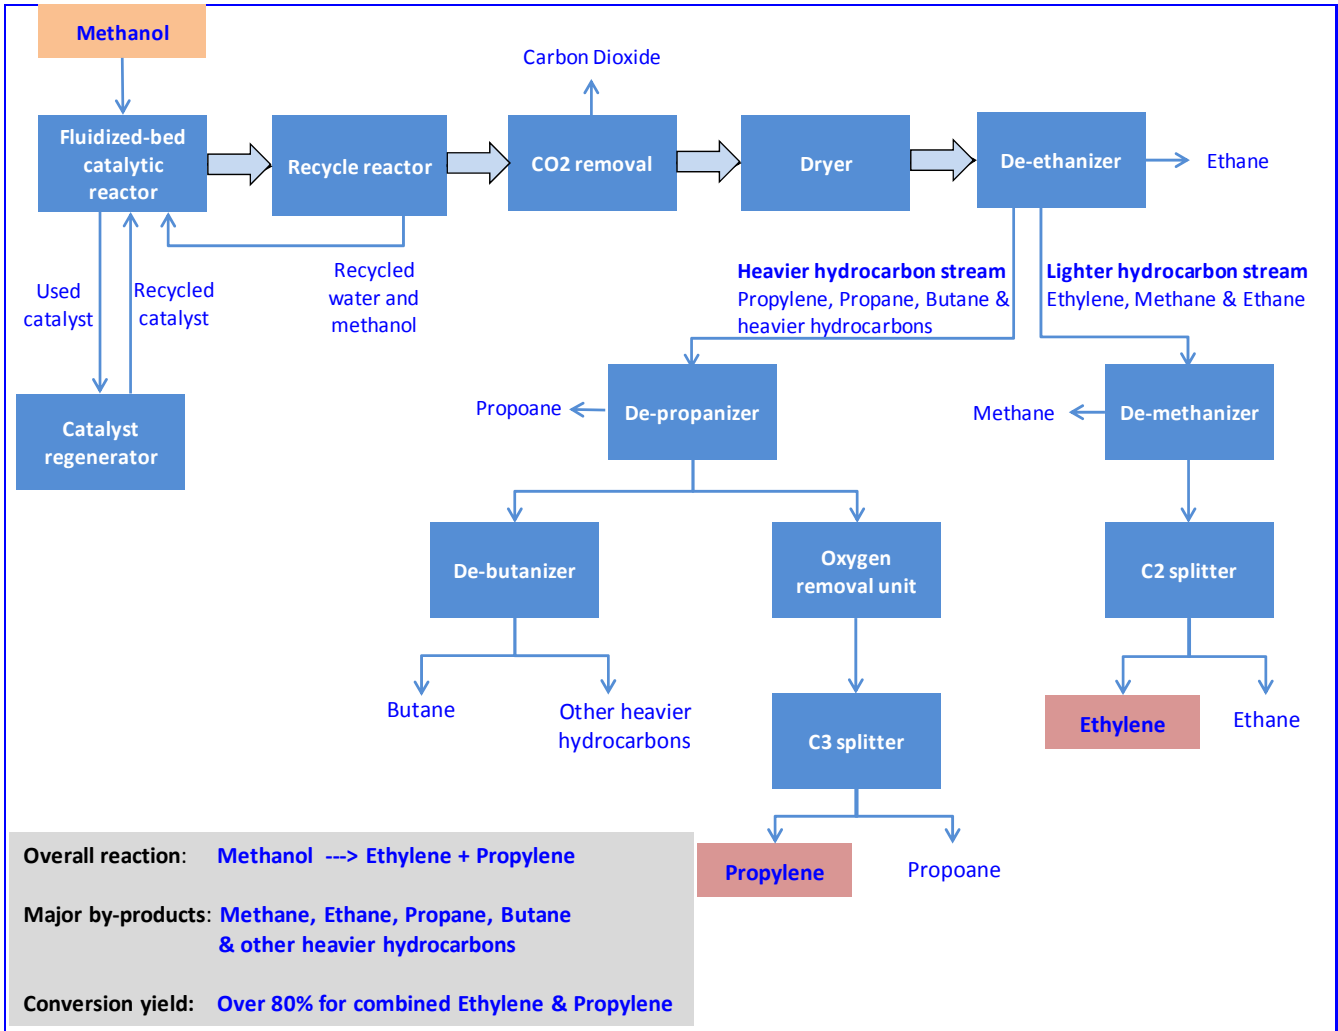 Methanol
Carbon Dioxide
Fluidized-bed
catalytic
reactor
Recycle reactor
CO2 removal
Dryer
De-ethanizer
Ethane
Used
catalyst
Recycled
catalyst
Recycled
water and
methanol
Heavier hydrocarbon stream
Propylene, Propane, Butane &
heavier hydrocarbons
Lighter hydrocarbon stream
Ethylene, Methane & Ethane
Catalyst
regenerator
Propoane
De-propanizer
Methane
De-methanizer
De-butanizer
Oxygen
removal unit
C2 splitter
Butane
Other heavier
hydrocarbons
C3 splitter
Ethylene
Ethane
Propylene
Propoane
Overall reaction: Methanol ---> Ethylene + Propylene
Major by-products: Methane, Ethane, Propane, Butane
& other heavier hydrocarbons
Conversion yield: Over 80% for combined Ethylene & Propylene